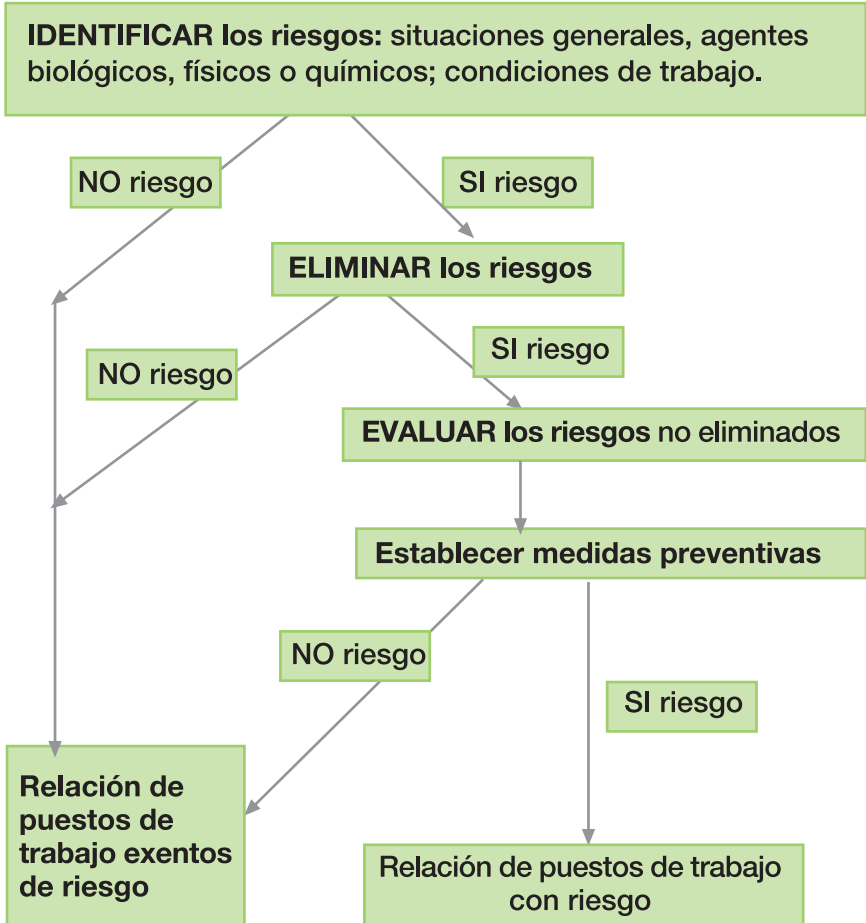 IDENTIFICAR los riesgos: situaciones generales, agentes
biológicos, físicos o químicos; condiciones de trabajo.
NO riesgo
SI riesgo
ELIMINAR los riesgos
NO riesgo
SI riesgo
EVALUAR los riesgos no eliminados
Establecer medidas preventivas
NO riesgo
SI riesgo
Relación de
puestos de
trabajo exentos
de riesgo
Relación de puestos de trabajo
con riesgo